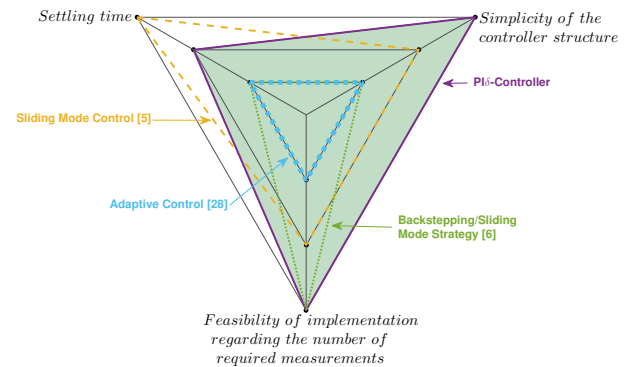 Settling time
Simplicity of the
controller structure
PIδ-Controller
Sliding Mode Control [5]
Adaptive Control [28]
Backstepping/Sliding
Mode Strategy [6]
Feasibility of implementation
regarding the number of
required measurements